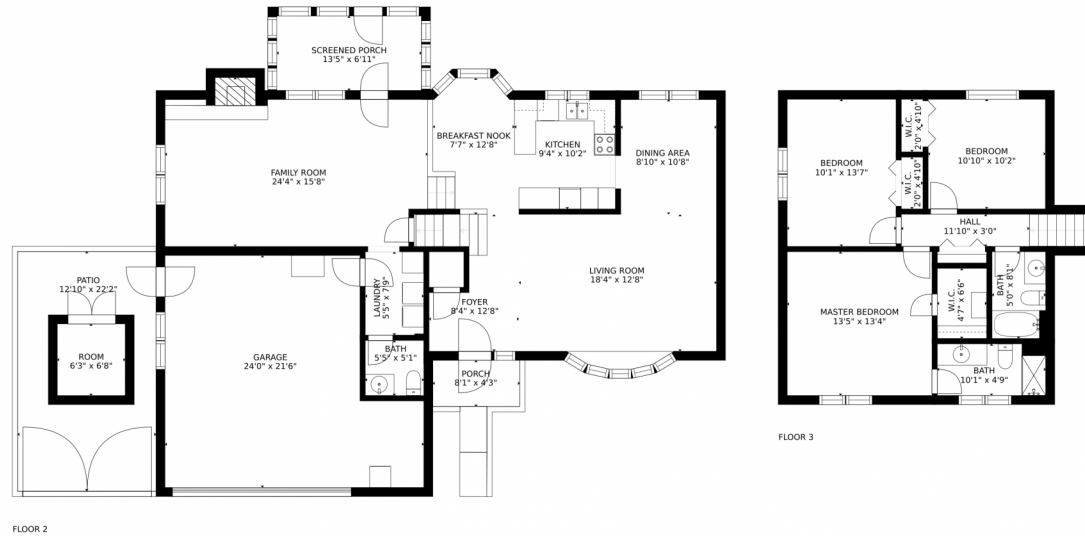 SCREENED PORCH
13'5" x 6'11"
BREAKFAST NOOK
7'7" x 12'8"
KITCHEN
9'4" x 10'2"
DINING AREA
8'10" x 10'8"
FAMILY ROOM
24'4" x 15'8"
LIVING ROOM
18'4" x 12'8"
PATIO
12'10" x 22'2"
LAUNDRY
5'5" x 7'9"
FOYER
8'4" x 12'8"
ROOM
6'3" x 6'8"
GARAGE
24'0" x 21'6"
BATH
5'5" x 5'1"
PORCH
8'1" x 4'3"
FLOOR 2
W.I.C.
2'0" x 4'10"
BEDROOM
10'10" x 10'2"
BEDROOM
10'1" x 13'7"
W.I.C.
2'0" x 4'10"
HALL
11'10" x 3'0"
BATH
5'0" x 8'1"
W.I.C.
4'7" x 6'6"
MASTER BEDROOM
13'5" x 13'4"
BATH
10'1" x 4'9"
FLOOR 3